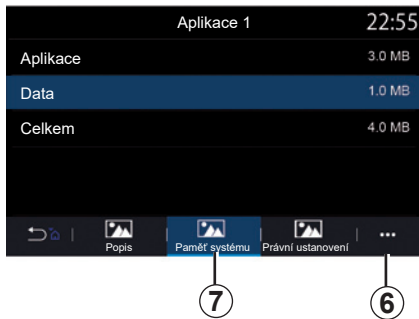 Aplikace 1 22:55
Aplikace 3.0 MB
Data 1.0 MB
Celkem 4.0 MB
Popis Paměť systému Právní ustanovení
7 6